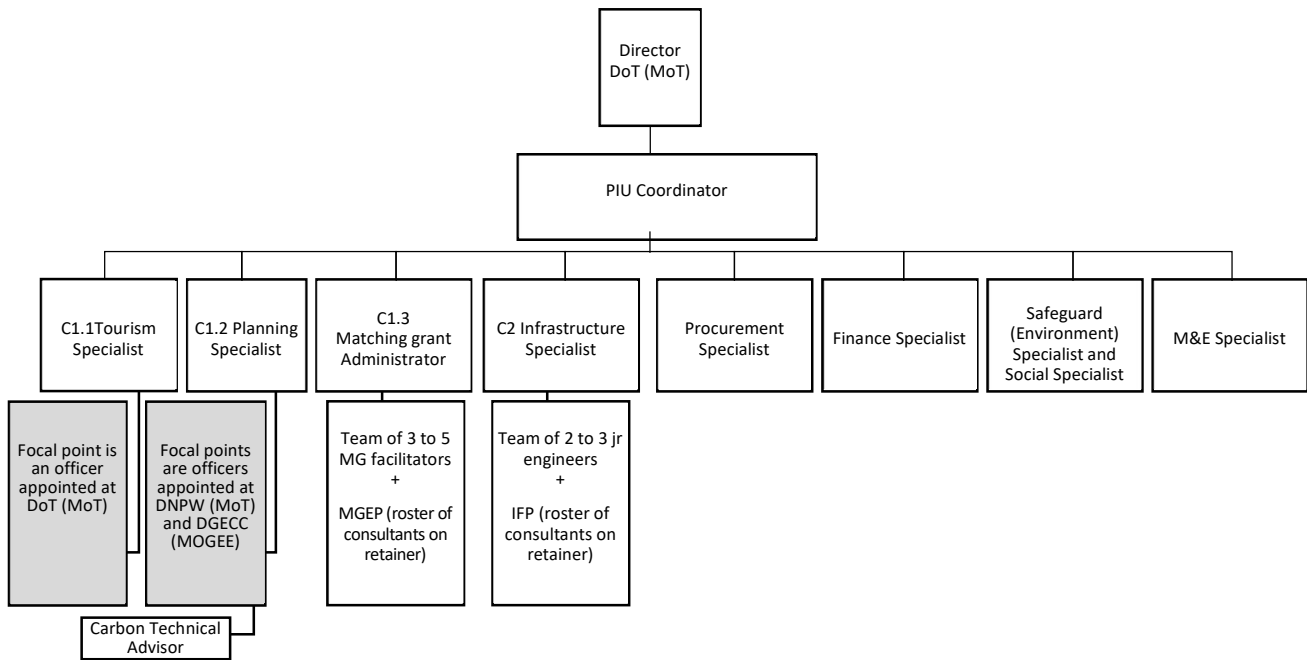 Director
DoT (MoT)
PIU Coordinator
C1.1Tourism
Specialist
C1.2 Planning
Specialist
C1.3
Matching grant
Administrator
C2 Infrastructure
Specialist
Procurement
Specialist
Finance Specialist
Safeguard
(Environment)
Specialist and
Social Specialist
M&E Specialist
Focal point is
an officer
appointed at
DoT (MoT)
Focal points
are officers
appointed at
DNPW (MoT)
and DGECC
(MOGEE)
Team of 3 to 5
MG facilitators
+
MGEP (roster of
consultants on
retainer)
Team of 2 to 3 jr
engineers
+
IFP (roster of
consultants on
retainer)
Carbon Technical
Advisor